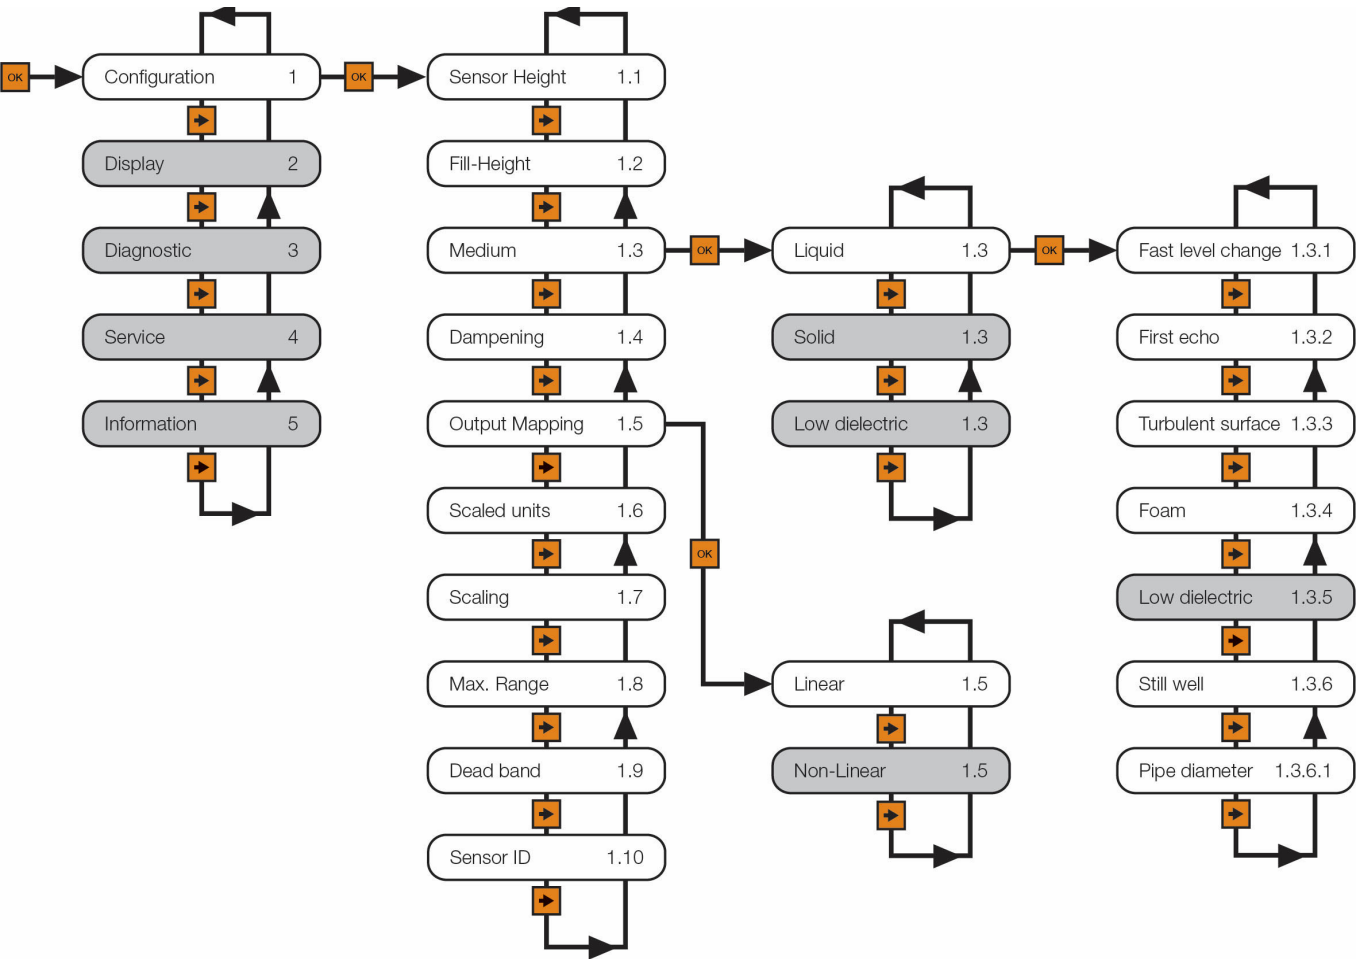 OK
Configuration 1
OK
Display 2
Diagnostic 3
Service 4
Information 5
Sensor Height 1.1
Fill-Height 1.2
Medium 1.3
OK
Dampening 1.4
Output Mapping 1.5
OK
Scaled units 1.6
Scaling 1.7
Max. Range 1.8
Dead band 1.9
Sensor ID 1.10
Liquid 1.3
OK
Solid 1.3
Low dielectric 1.3
Linear 1.5
Non-Linear 1.5
Fast level change 1.3.1
First echo 1.3.2
Turbulent surface 1.3.3
Foam 1.3.4
Low dielectric 1.3.5
Still well 1.3.6
Pipe diameter 1.3.6.1